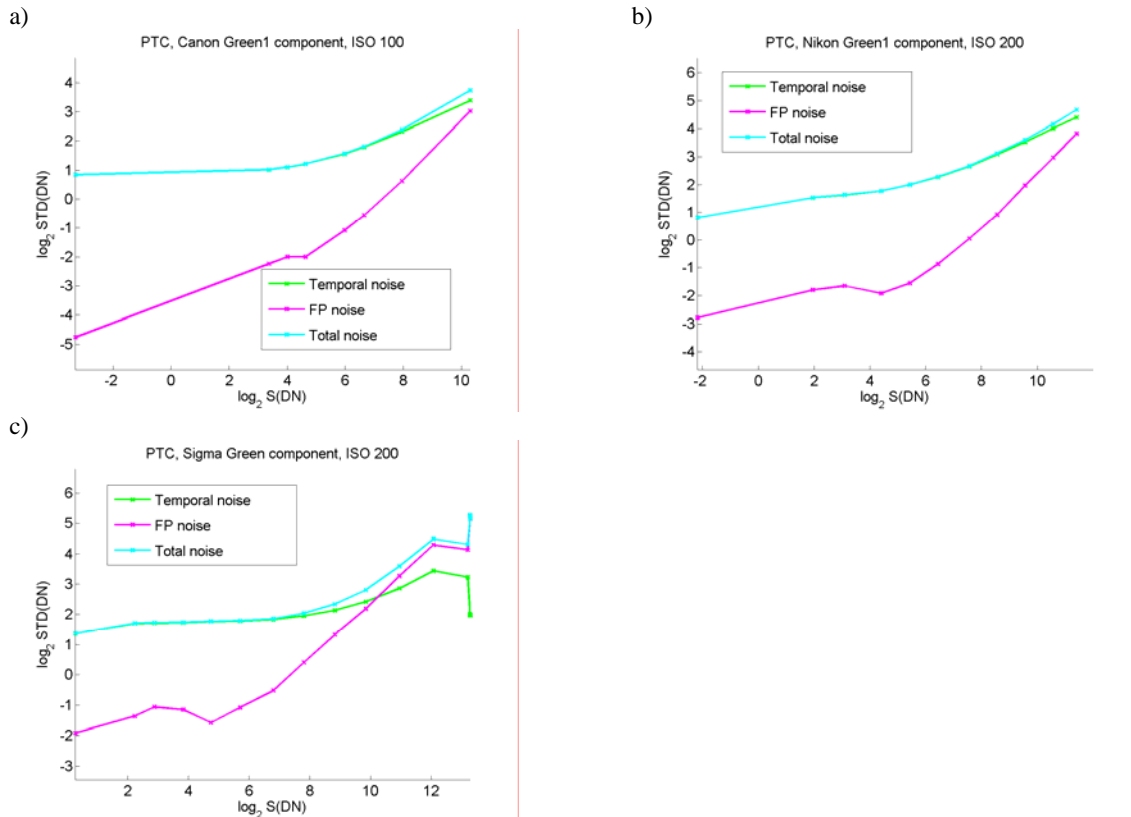 a)
PTC, Canon Green1 component, ISO 100
4
3
2
1
0
-1
-2
-3
-4
-5
log2 STD(DN)
Temporal noise
FP noise
Total noise
-2 0 2 4 6 8 10
log2 S(DN)
b)
PTC, Nikon Green1 component, ISO 200
6
5
4
3
2
1
0
-1
-2
-3
-4
log2 STD(DN)
Temporal noise
FP noise
Total noise
-2 0 2 4 6 8 10
log2 S(DN)
c)
PTC, Sigma Green component, ISO 200
6
5
4
3
2
1
0
-1
-2
-3
log2 STD(DN)
Temporal noise
FP noise
Total noise
2 4 6 8 10 12
log2 S(DN)